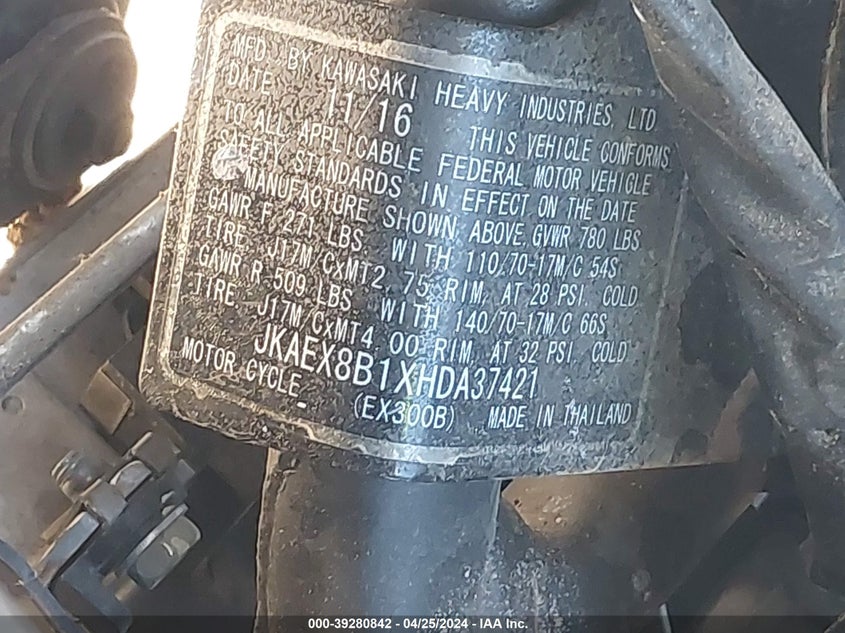 MFD. BY KAWASAKI HEAVY INDUSTRIES, LTD.
DATE 11/16 THIS VEHICLE CONFORMS
TO ALL APPLICABLE FEDERAL MOTOR VEHICLE
SAFETY STANDARDS IN EFFECT ON THE DATE
MANUFACTURE SHOWN ABOVE, GVWR 780 LBS
GAWR F 271 LBS WITH 110/70-17M/C 54S
TIRE, J17M/CxMT2.75 RIM, AT 28 PSI. COLD
GAWR R 509 LBS WITH 140/70-17M/C 66S
TIRE, J17M/CxMT4.00 RIM, AT 32 PSI. COLD
JKAEX8B1XHDA37421
MOTOR CYCLE (EX300B) MADE IN THAILAND
000-39280842 - 04/25/2024 - IAA Inc.